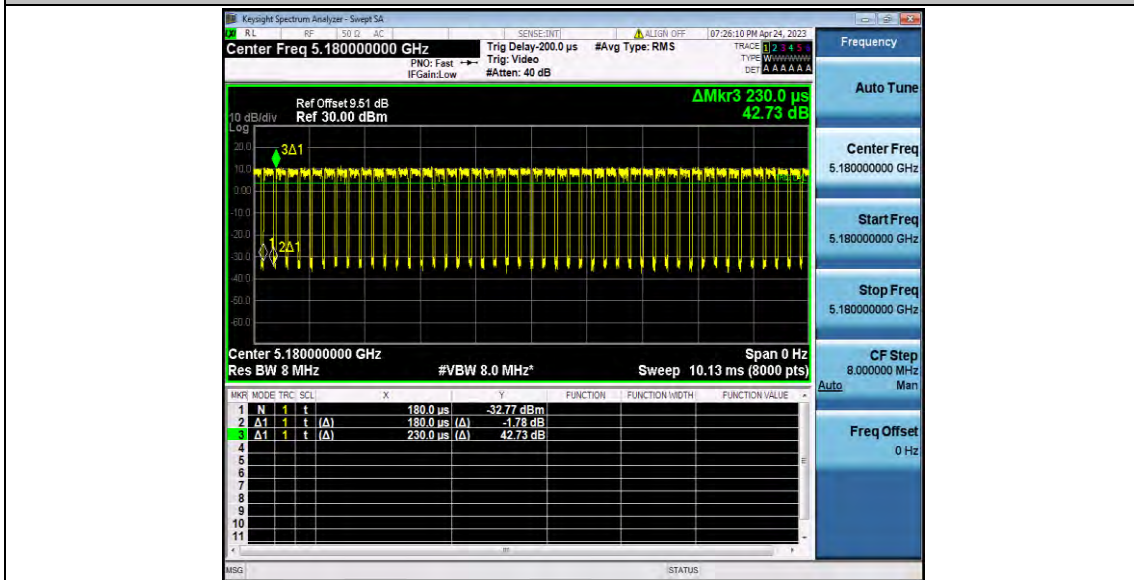 Keysight Spectrum Analyzer - Swept SA
RL RF 50 Ω AC SENSE:INT ALIGN OFF 07:26:10 PM Apr 24, 2023
Center Freq 5.180000000 GHz
PNO: Fast
IFGain:Low
Trig Delay-200.0 µs
Trig: Video
#Atten: 40 dB
#Avg Type: RMS
TRACE 1 2 3 4 5 6
TYPE WWWWWW
DET A A A A A A
ΔMkr3 230.0 µs
42.73 dB
Ref Offset 9.51 dB
10 dB/div Ref 30.00 dBm
Log
20.0
10.0
0.00
-10.0
-20.0
-30.0
-40.0
-50.0
-60.0
3Δ1
1
2Δ1
Center 5.180000000 GHz Span 0 Hz
Res BW 8 MHz #VBW 8.0 MHz* Sweep 10.13 ms (8000 pts)
MKR MODE TRC SCL X Y FUNCTION FUNCTION WIDTH FUNCTION VALUE
1 N 1 t 180.0 µs -32.77 dBm
2 Δ1 1 t (Δ) 180.0 µs (Δ) -1.78 dB
3 Δ1 1 t (Δ) 230.0 µs (Δ) 42.73 dB
4
5
6
7
8
9
10
11
MSG STATUS
Frequency
Auto Tune
Center Freq
5.180000000 GHz
Start Freq
5.180000000 GHz
Stop Freq
5.180000000 GHz
CF Step
8.000000 MHz
Auto Man
Freq Offset
0 Hz